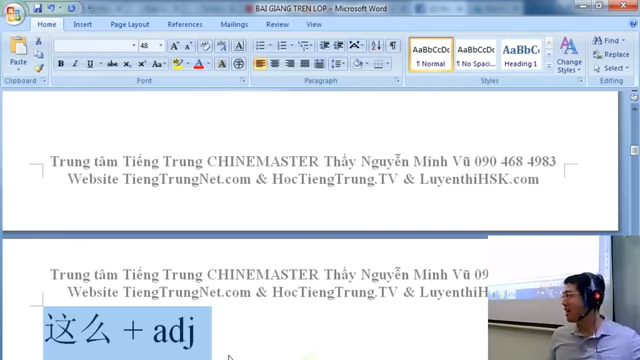 BAI GIANG TREN LOP - Microsoft Word
Home Insert Page Layout References Mailings Review View
Paste
Clipboard
48
B I U
Font
Paragraph
AaBbCcDc AaBbCcDc AaBbC
¶ Normal ¶ No Spaci... Heading 1
Change Styles
Styles
Find
Replace
Select
Editing
Trung tâm Tiếng Trung CHINEMASTER Thầy Nguyễn Minh Vũ 090 468 4983
Website TiengTrungNet.com & HocTiengTrung.TV & LuyenthiHSK.com
Trung tâm Tiếng Trung CHINEMASTER Thầy Nguyễn Minh Vũ 09
Website TiengTrungNet.com & HocTiengTrung.TV & Luyenth
这么 + adj